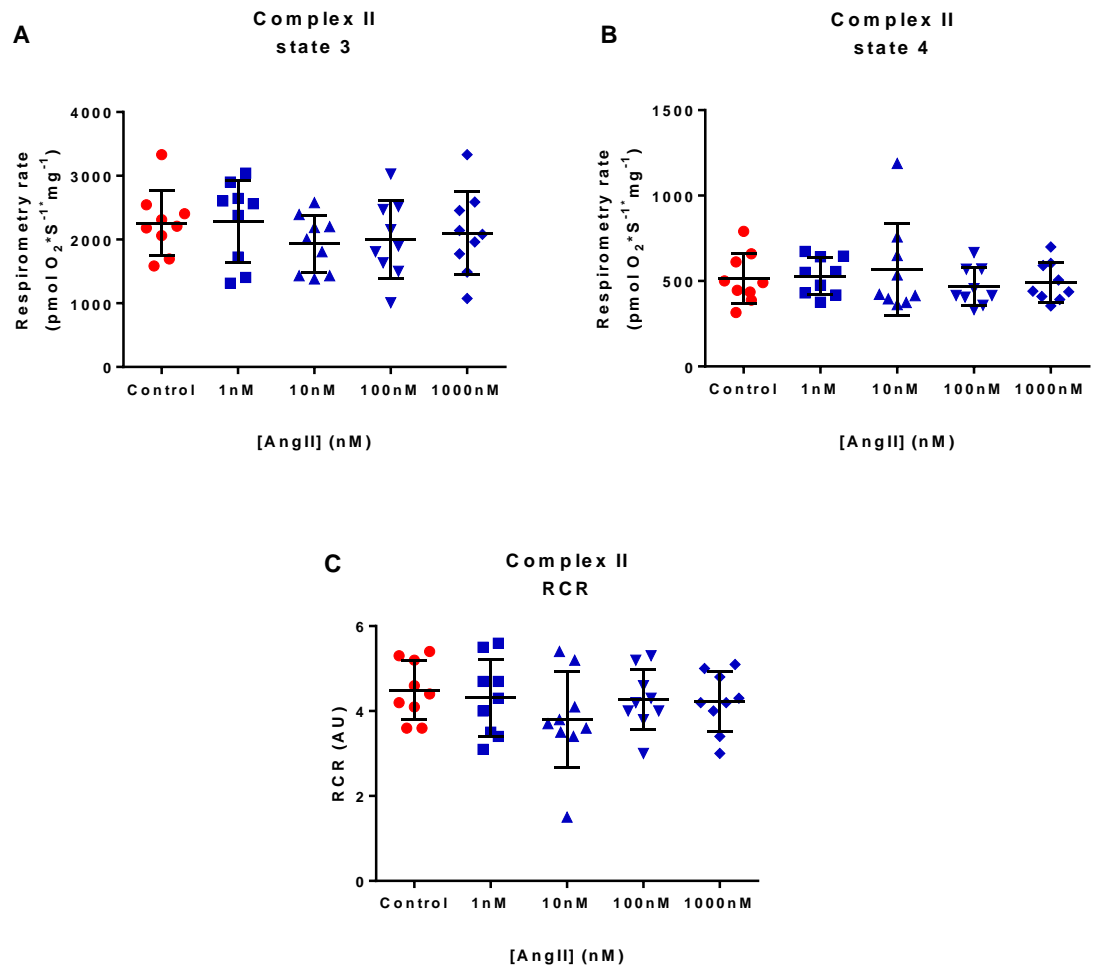 A
Complex II
state 3
Respirometry rate
(pmol O₂*S⁻¹*mg⁻¹)
4000
3000
2000
1000
0
Control 1nM 10nM 100nM 1000nM
[AngII] (nM)
B
Complex II
state 4
Respirometry rate
(pmol O₂*S⁻¹*mg⁻¹)
1500
1000
500
0
Control 1nM 10nM 100nM 1000nM
[AngII] (nM)
C
Complex II
RCR
RCR (AU)
6
4
2
0
Control 1nM 10nM 100nM 1000nM
[AngII] (nM)